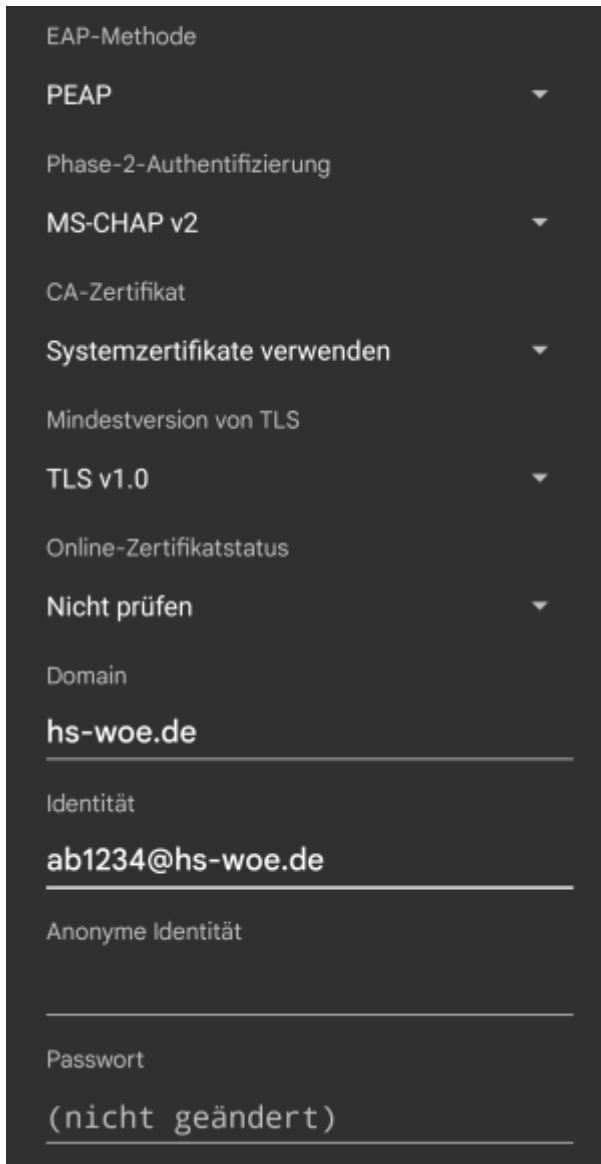 EAP-Methode
PEAP
Phase-2-Authentifizierung
MS-CHAP v2
CA-Zertifikat
Systemzertifikate verwenden
Mindestversion von TLS
TLS v1.0
Online-Zertifikatstatus
Nicht prüfen
Domain
hs-woe.de
Identität
ab1234@hs-woe.de
Anonyme Identität
Passwort
(nicht geändert)